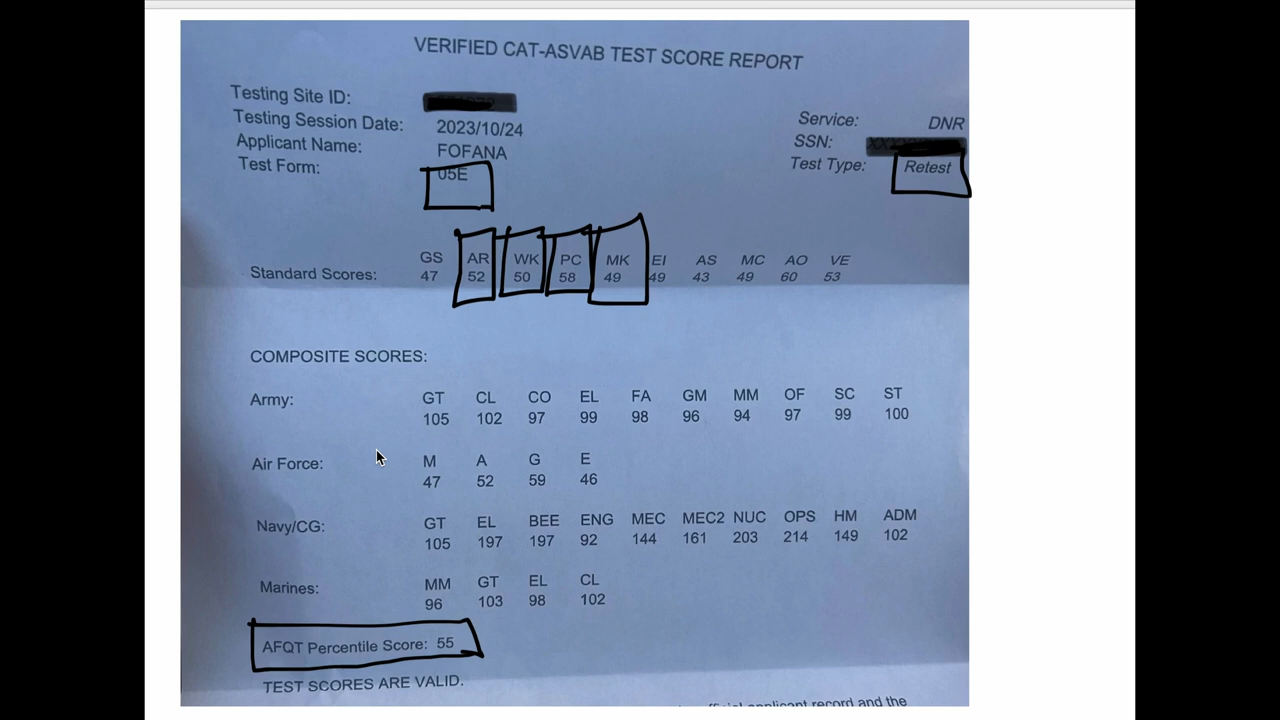 VERIFIED CAT-ASVAB TEST SCORE REPORT
Testing Site ID:
Testing Session Date: 2023/10/24
Applicant Name: FOFANA
Test Form: 05E
Service: DNR
SSN:
Test Type: Retest
GS AR WK PC MK EI AS MC AO VE
Standard Scores: 47 52 50 58 49 49 43 49 60 53
COMPOSITE SCORES:
Army: GT CL CO EL FA GM MM OF SC ST
105 102 97 99 98 96 94 97 99 100
Air Force: M A G E
47 52 59 46
Navy/CG: GT EL BEE ENG MEC MEC2 NUC OPS HM ADM
105 197 197 92 144 161 203 214 149 102
Marines: MM GT EL CL
96 103 98 102
AFQT Percentile Score: 55
TEST SCORES ARE VALID.
applicant record and the